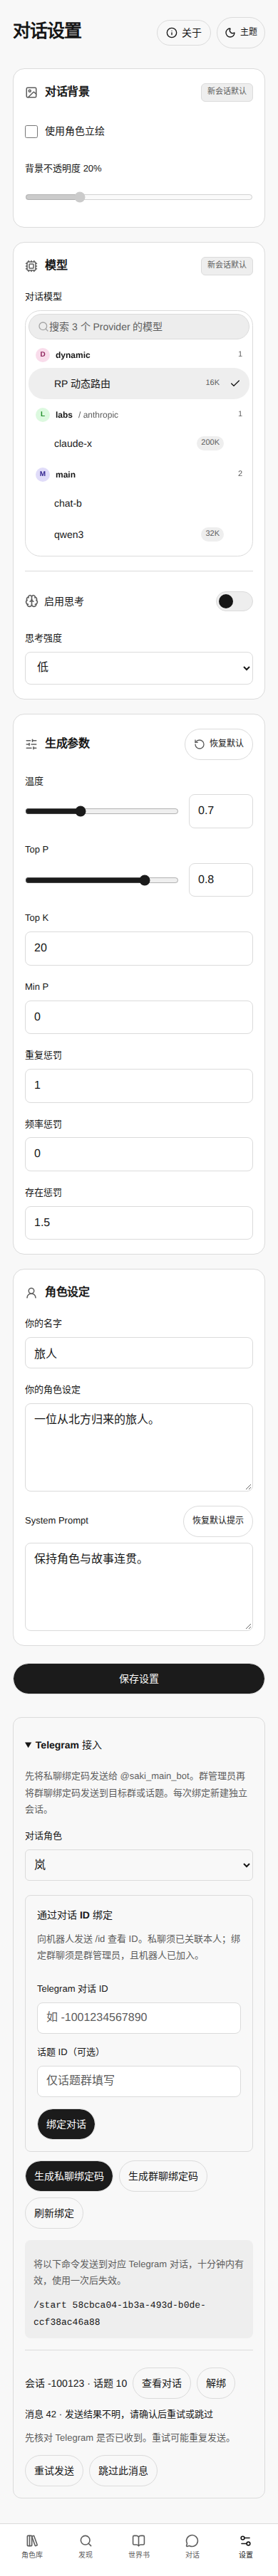 对话设置
关于
主题
对话背景
新会话默认
使用角色立绘
背景不透明度 20%
模型
新会话默认
对话模型
搜索 3 个 Provider 的模型
D dynamic 1
RP 动态路由 16K
L labs / anthropic 1
claude-x 200K
M main 2
chat-b
qwen3 32K
启用思考
思考强度
低
生成参数
恢复默认
温度
0.7
Top P
0.8
Top K
20
Min P
0
重复惩罚
1
频率惩罚
0
存在惩罚
1.5
角色设定
你的名字
旅人
你的角色设定
一位从北方归来的旅人。
System Prompt
恢复默认提示
保持角色与故事连贯。
保存设置
Telegram 接入
先将私聊绑定码发送给 @saki_main_bot。群管理员再
将群聊绑定码发送到目标群或话题。每次绑定新建独立
会话。
对话角色
岚
通过对话 ID 绑定
向机器人发送 /id 查看 ID。私聊须已关联本人；绑
定群聊须是群管理员，且机器人已加入。
Telegram 对话 ID
如 -1001234567890
话题 ID（可选）
仅话题群填写
绑定对话
生成私聊绑定码
生成群聊绑定码
刷新绑定
将以下命令发送到对应 Telegram 对话，十分钟内有
效，使用一次后失效。
/start 58cbca04-1b3a-493d-b0de-
ccf38ac46a88
会话 -100123 · 话题 10
查看对话
解绑
消息 42 · 发送结果不明，请确认后重试或跳过
先核对 Telegram 是否已收到。重试可能重复发送。
重试发送
跳过此消息
角色库
发现
世界书
对话
设置